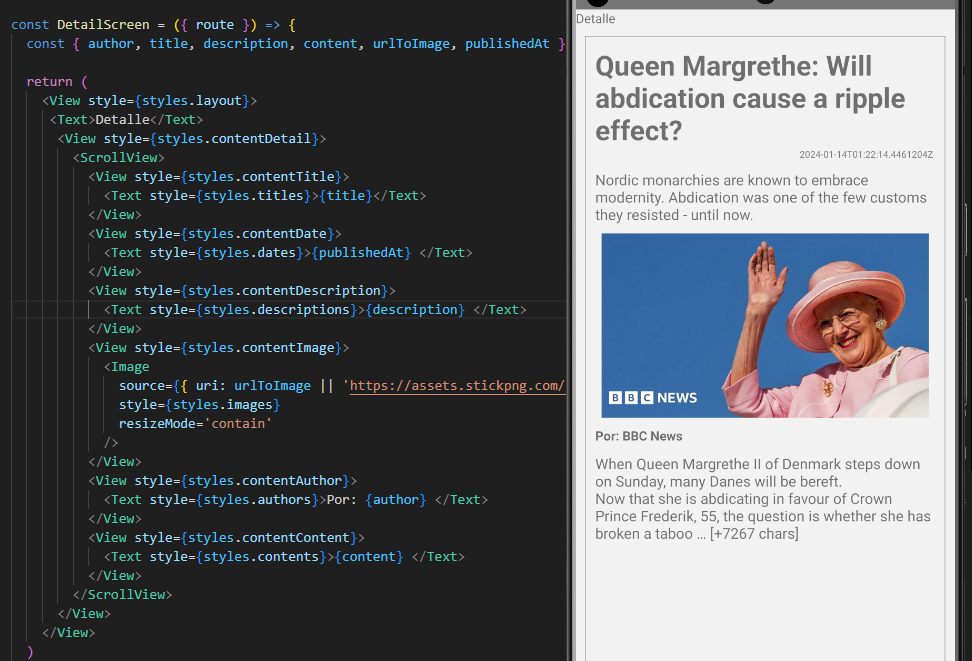 const DetailScreen = ({ route }) => {
const { author, title, description, content, urlToImage, publishedAt }
return (
<View style={styles.layout}>
<Text>Detalle</Text>
<View style={styles.contentDetail}>
<ScrollView>
<View style={styles.contentTitle}>
<Text style={styles.titles}>{title}</Text>
</View>
<View style={styles.contentDate}>
<Text style={styles.dates}>{publishedAt} </Text>
</View>
<View style={styles.contentDescription}>
<Text style={styles.descriptions}>{description} </Text>
</View>
<View style={styles.contentImage}>
<Image
source={{ uri: urlToImage || 'https://assets.stickpng.com/
style={styles.images}
resizeMode='contain'
/>
</View>
<View style={styles.contentAuthor}>
<Text style={styles.authors}>Por: {author} </Text>
</View>
<View style={styles.contentContent}>
<Text style={styles.contents}>{content} </Text>
</View>
</ScrollView>
</View>
</View>
)
Detalle
Queen Margrethe: Will
abdication cause a ripple
effect?
2024-01-14T01:22:14.4461204Z
Nordic monarchies are known to embrace
modernity. Abdication was one of the few customs
they resisted - until now.
BBC NEWS
Por: BBC News
When Queen Margrethe II of Denmark steps down
on Sunday, many Danes will be bereft.
Now that she is abdicating in favour of Crown
Prince Frederik, 55, the question is whether she has
broken a taboo … [+7267 chars]